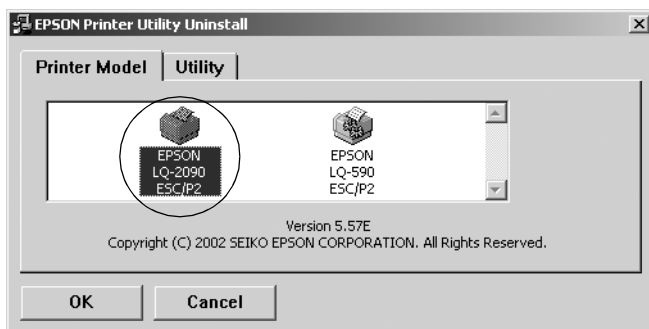 EPSON Printer Utility Uninstall
Printer Model
Utility
EPSON
LQ-2090
ESC/P2
EPSON
LQ-590
ESC/P2
Version 5.57E
Copyright (C) 2002 SEIKO EPSON CORPORATION. All Rights Reserved.
OK
Cancel